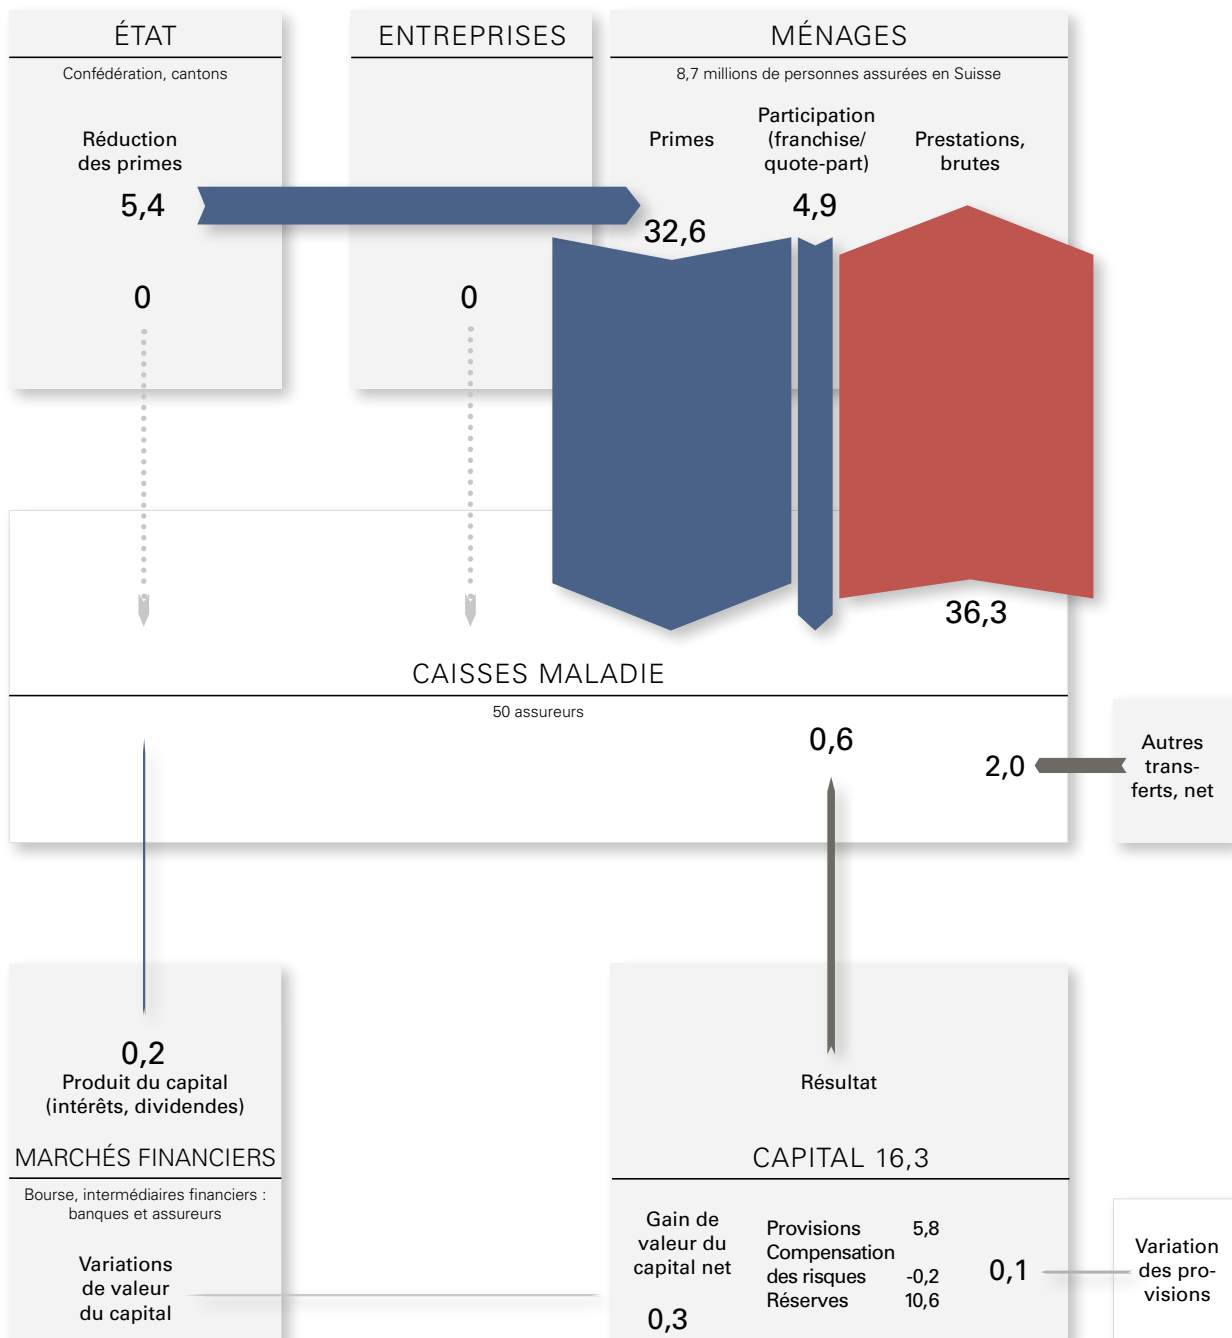 ÉTAT
Confédération, cantons
Réduction
des primes
5,4
0
ENTREPRISES
0
MÉNAGES
8,7 millions de personnes assurées en Suisse
Primes
32,6
Participation
(franchise/
quote-part)
4,9
Prestations,
brutes
36,3
CAISSES MALADIE
50 assureurs
0,6
2,0
Autres
trans-
ferts, net
0,2
Produit du capital
(intérêts, dividendes)
MARCHÉS FINANCIERS
Bourse, intermédiaires financiers :
banques et assureurs
Variations
de valeur
du capital
Résultat
CAPITAL 16,3
Gain de
valeur du
capital net
0,3
Provisions 5,8
Compensation
des risques -0,2
Réserves 10,6
0,1
Variation
des pro-
visions